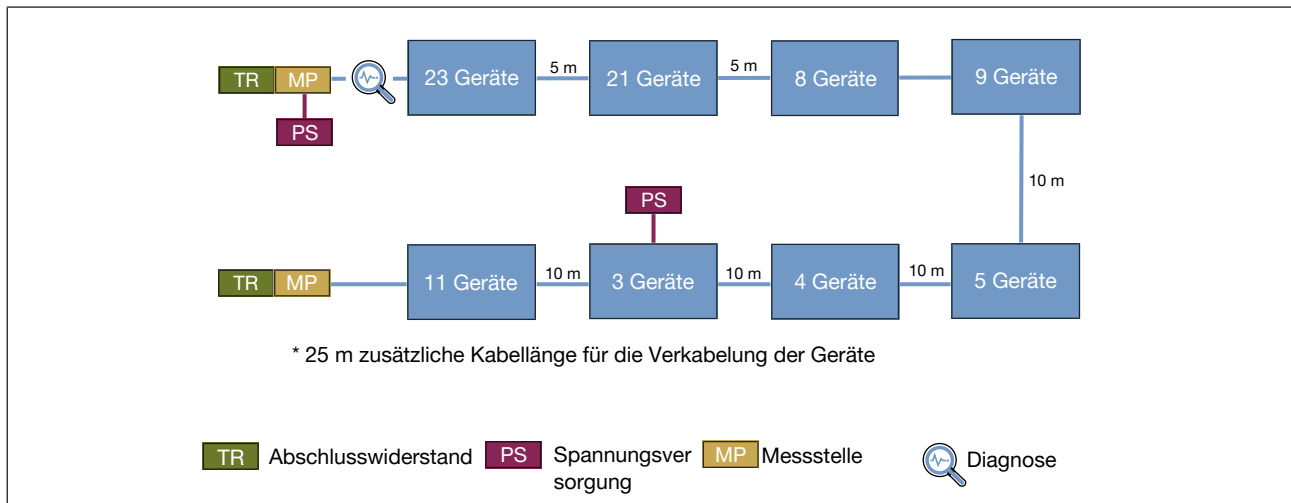 TR MP 23 Geräte 5 m 21 Geräte 5 m 8 Geräte 9 Geräte
PS
10 m
PS
TR MP 11 Geräte 10 m 3 Geräte 10 m 4 Geräte 10 m 5 Geräte
* 25 m zusätzliche Kabellänge für die Verkabelung der Geräte
TR Abschlusswiderstand PS Spannungsver MP Messstelle Diagnose
sorgung